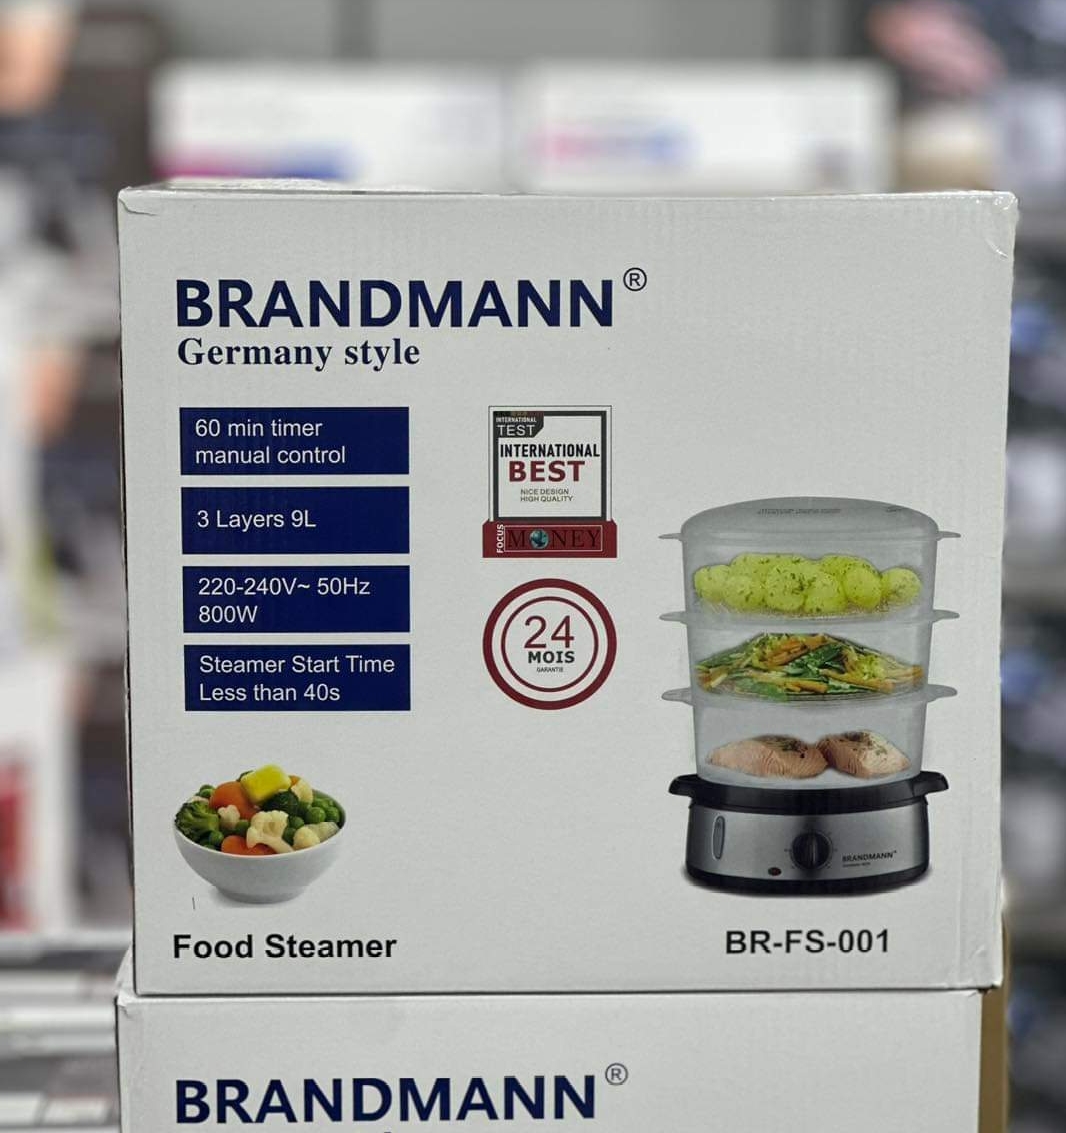 BRANDMANN®
Germany style
60 min timer
manual control
3 Layers 9L
220-240V~ 50Hz
800W
Steamer Start Time
Less than 40s
INTERNATIONAL
TEST
INTERNATIONAL
BEST
NICE DESIGN
HIGH QUALITY
FOCUS
MONEY
24
MOIS
GARANTIE
BRANDMANN
Food Steamer
BR-FS-001
BRANDMANN®